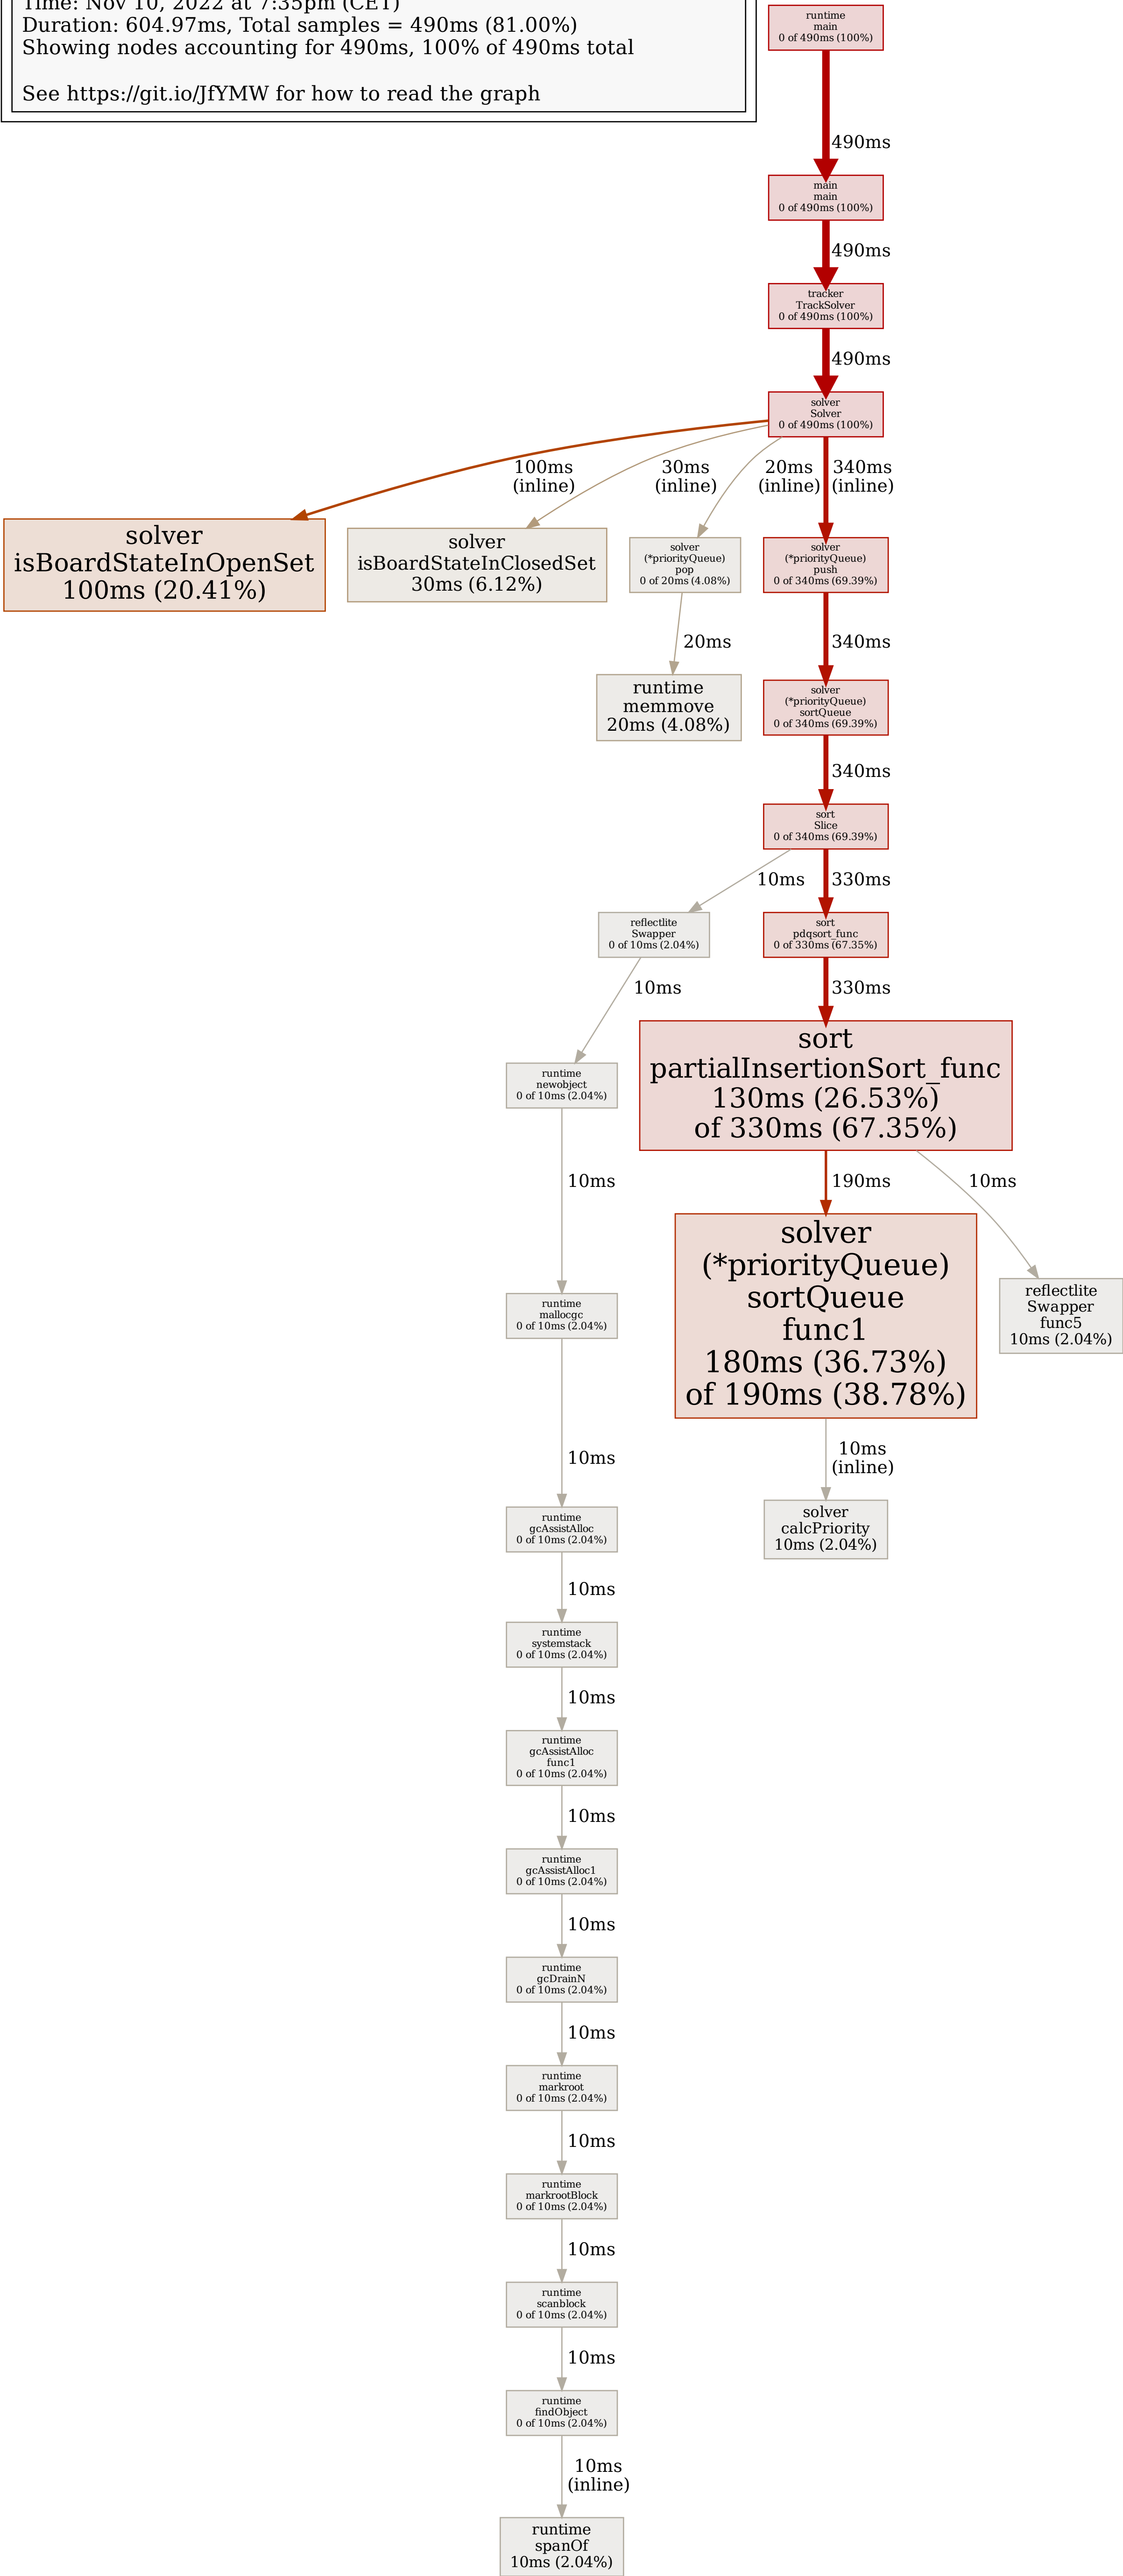 Time: Nov 10, 2022 at 7:35pm (CET)
Duration: 604.97ms, Total samples = 490ms (81.00%)
Showing nodes accounting for 490ms, 100% of 490ms total
See https://git.io/JfYMW for how to read the graph
runtime
main
0 of 490ms (100%)
490ms
main
main
0 of 490ms (100%)
490ms
tracker
TrackSolver
0 of 490ms (100%)
490ms
solver
Solver
0 of 490ms (100%)
100ms
(inline)
30ms
(inline)
20ms
(inline)
340ms
(inline)
solver
isBoardStateInOpenSet
100ms (20.41%)
solver
isBoardStateInClosedSet
30ms (6.12%)
solver
(*priorityQueue)
pop
0 of 20ms (4.08%)
solver
(*priorityQueue)
push
0 of 340ms (69.39%)
20ms
340ms
runtime
memmove
20ms (4.08%)
solver
(*priorityQueue)
sortQueue
0 of 340ms (69.39%)
340ms
sort
Slice
0 of 340ms (69.39%)
10ms
330ms
reflectlite
Swapper
0 of 10ms (2.04%)
sort
pdqsort_func
0 of 330ms (67.35%)
10ms
330ms
sort
partialInsertionSort_func
130ms (26.53%)
of 330ms (67.35%)
runtime
newobject
0 of 10ms (2.04%)
10ms
190ms
10ms
solver
(*priorityQueue)
sortQueue
func1
180ms (36.73%)
of 190ms (38.78%)
reflectlite
Swapper
func5
10ms (2.04%)
runtime
mallocgc
0 of 10ms (2.04%)
10ms
10ms
(inline)
runtime
gcAssistAlloc
0 of 10ms (2.04%)
solver
calcPriority
10ms (2.04%)
10ms
runtime
systemstack
0 of 10ms (2.04%)
10ms
runtime
gcAssistAlloc
func1
0 of 10ms (2.04%)
10ms
runtime
gcAssistAlloc1
0 of 10ms (2.04%)
10ms
runtime
gcDrainN
0 of 10ms (2.04%)
10ms
runtime
markroot
0 of 10ms (2.04%)
10ms
runtime
markrootBlock
0 of 10ms (2.04%)
10ms
runtime
scanblock
0 of 10ms (2.04%)
10ms
runtime
findObject
0 of 10ms (2.04%)
10ms
(inline)
runtime
spanOf
10ms (2.04%)